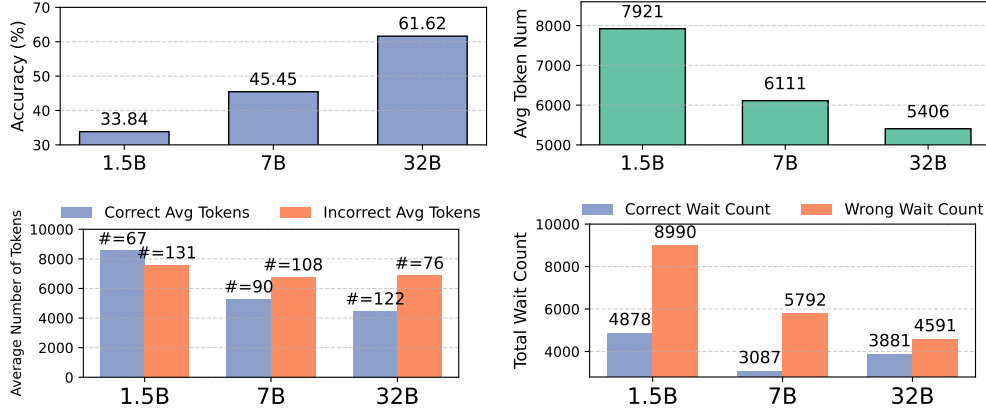 Accuracy (%)
70
60
50
40
30
33.84
45.45
61.62
1.5B
7B
32B
Avg Token Num
8000
7000
6000
5000
7921
6111
5406
1.5B
7B
32B
Correct Avg Tokens
Incorrect Avg Tokens
Average Number of Tokens
10000
8000
6000
4000
2000
0
#=67
#=131
#=90
#=108
#=122
#=76
1.5B
7B
32B
Correct Wait Count
Wrong Wait Count
Total Wait Count
10000
8000
6000
4000
4878
8990
3087
5792
3881
4591
1.5B
7B
32B